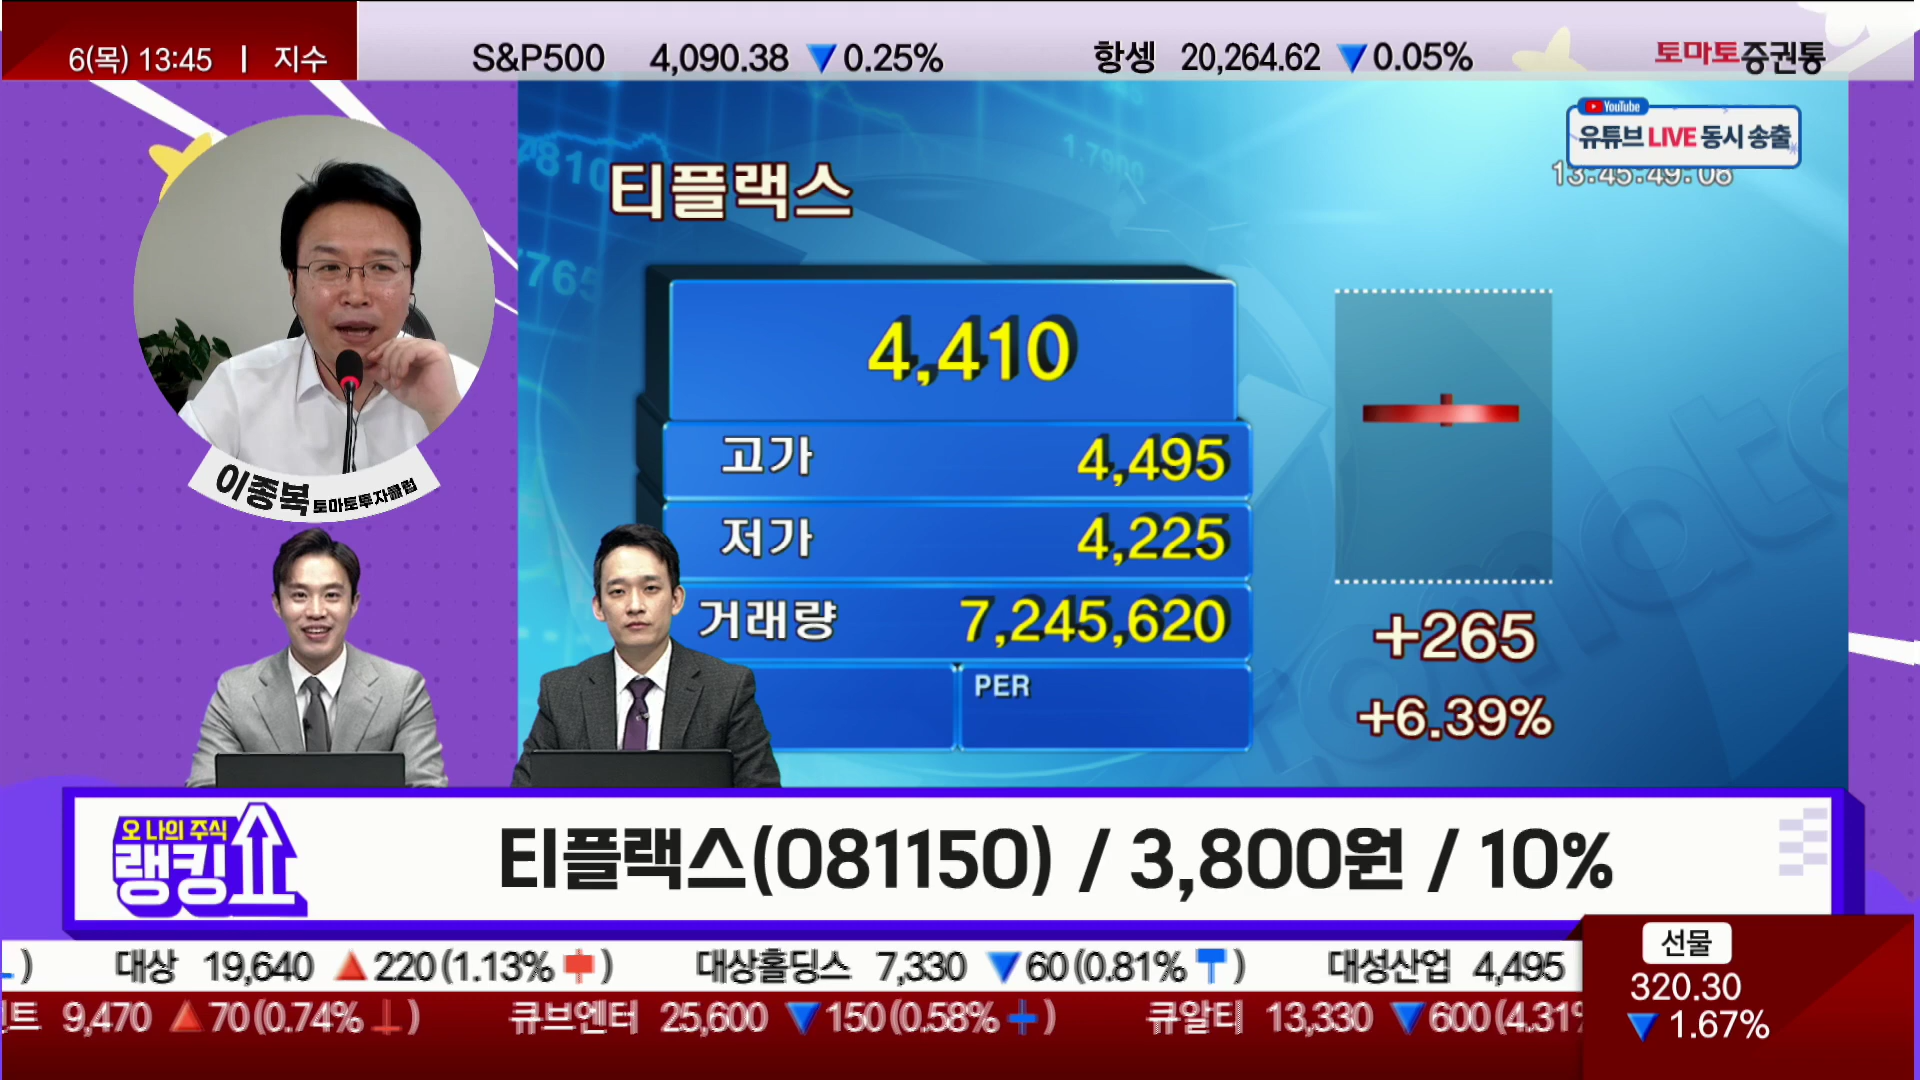 6(목) 13:45 | 지수
S&P500 4,090.38 ▼ 0.25%
항셍 20,264.62 ▼ 0.05%
토마토증권통
YouTube
유튜브 LIVE 동시 송출
13:45:49:08
티플랙스
4,410
고가 4,495
저가 4,225
거래량 7,245,620
PER
+265
+6.39%
이종복 토마토투자클럽
오 나의 주식
랭킹쇼
티플랙스(081150) / 3,800원 / 10%
) 대상 19,640 ▲ 220 (1.13% ) 대상홀딩스 7,330 ▼ 60 (0.81% ) 대성산업 4,495
트 9,470 ▲ 70 (0.74% ) 큐브엔터 25,600 ▼ 150 (0.58% ) 큐알티 13,330 ▼ 600 (4.31%
선물
320.30
▼ 1.67%